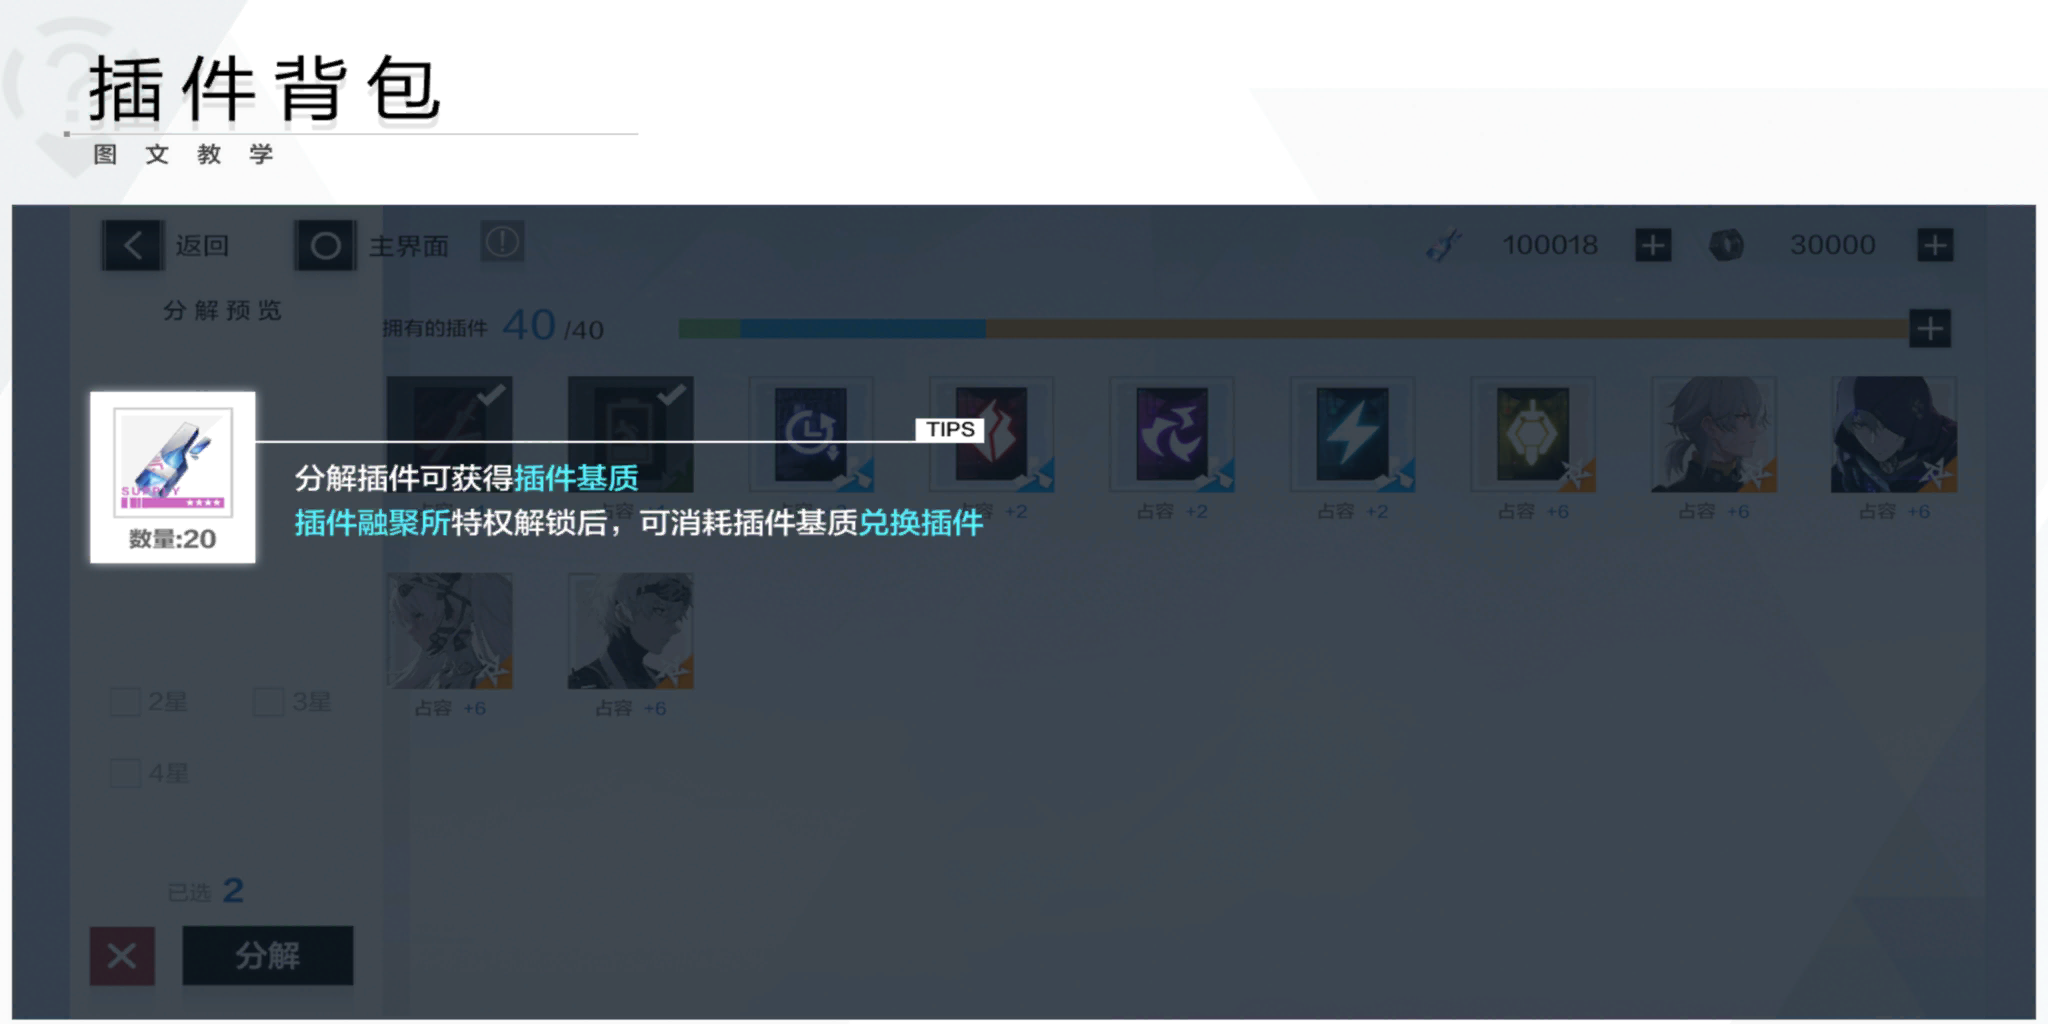 插件背包
图文教学
返回 主界面 100018 30000
分解预览
拥有的插件 40/40
SUPPLY
数量:20
TIPS
分解插件可获得插件基质
插件融聚所特权解锁后，可消耗插件基质兑换插件
+2 占容 +2 占容 +2 占容 +6 占容 +6 占容 +6
占容 +6 占容 +6
2星 3星
4星
已选 2
分解